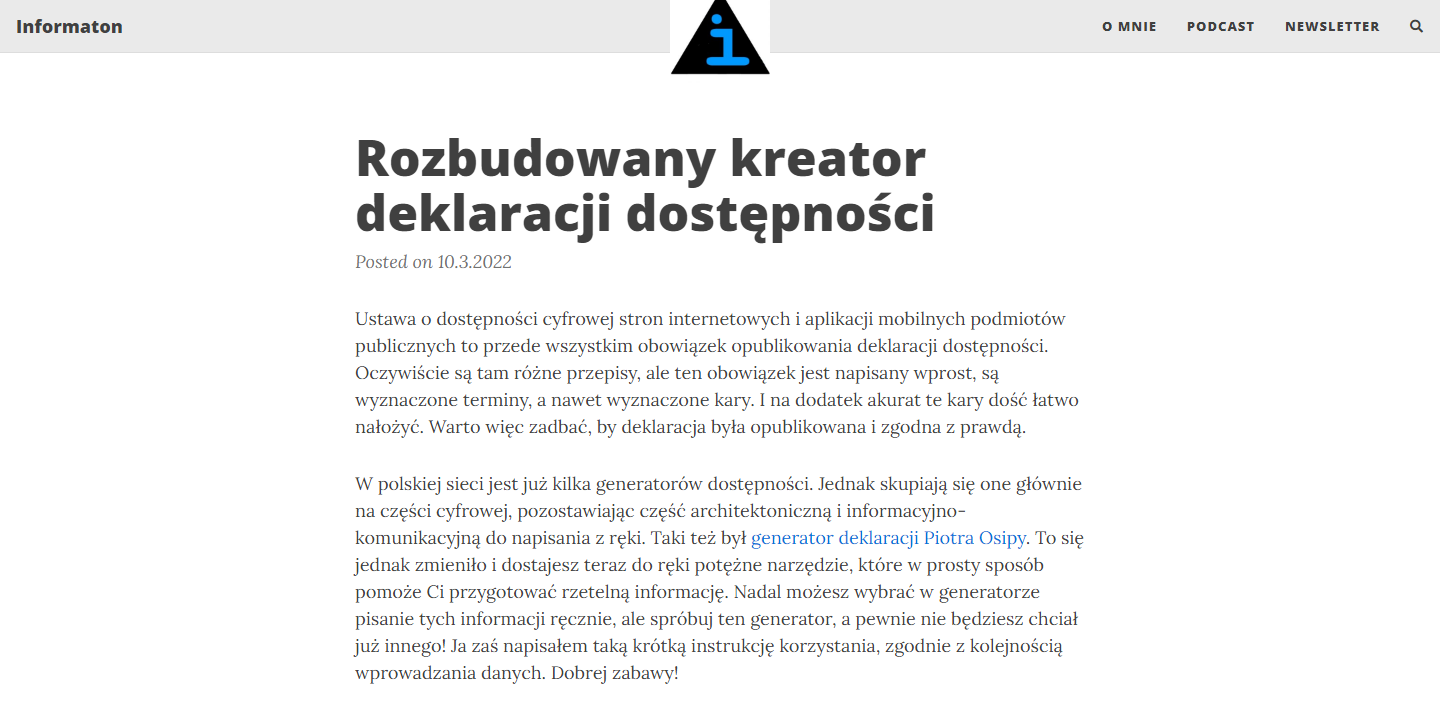 Informaton
i
O MNIE
PODCAST
NEWSLETTER
Rozbudowany kreator
deklaracji dostępności
Posted on 10.3.2022
Ustawa o dostępności cyfrowej stron internetowych i aplikacji mobilnych podmiotów
publicznych to przede wszystkim obowiązek opublikowania deklaracji dostępności.
Oczywiście są tam różne przepisy, ale ten obowiązek jest napisany wprost, są
wyznaczone terminy, a nawet wyznaczone kary. I na dodatek akurat te kary dość łatwo
nałożyć. Warto więc zadbać, by deklaracja była opublikowana i zgodna z prawdą.
W polskiej sieci jest już kilka generatorów dostępności. Jednak skupiają się one głównie
na części cyfrowej, pozostawiając część architektoniczną i informacyjno-
komunikacyjną do napisania z ręki. Taki też był generator deklaracji Piotra Osipy. To się
jednak zmieniło i dostajesz teraz do ręki potężne narzędzie, które w prosty sposób
pomoże Ci przygotować rzetelną informację. Nadal możesz wybrać w generatorze
pisanie tych informacji ręcznie, ale spróbuj ten generator, a pewnie nie będziesz chciał
już innego! Ja zaś napisałem taką krótką instrukcję korzystania, zgodnie z kolejnością
wprowadzania danych. Dobrej zabawy!